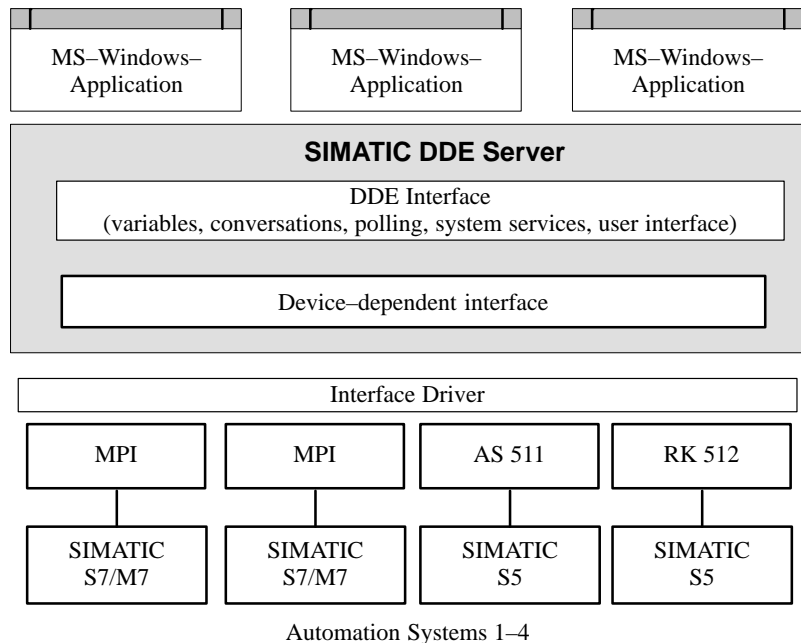 MS–Windows–
Application
MS–Windows–
Application
MS–Windows–
Application
SIMATIC DDE Server
DDE Interface
(variables, conversations, polling, system services, user interface)
Device–dependent interface
Interface Driver
MPI
MPI
AS 511
RK 512
SIMATIC
S7/M7
SIMATIC
S7/M7
SIMATIC
S5
SIMATIC
S5
Automation Systems 1–4